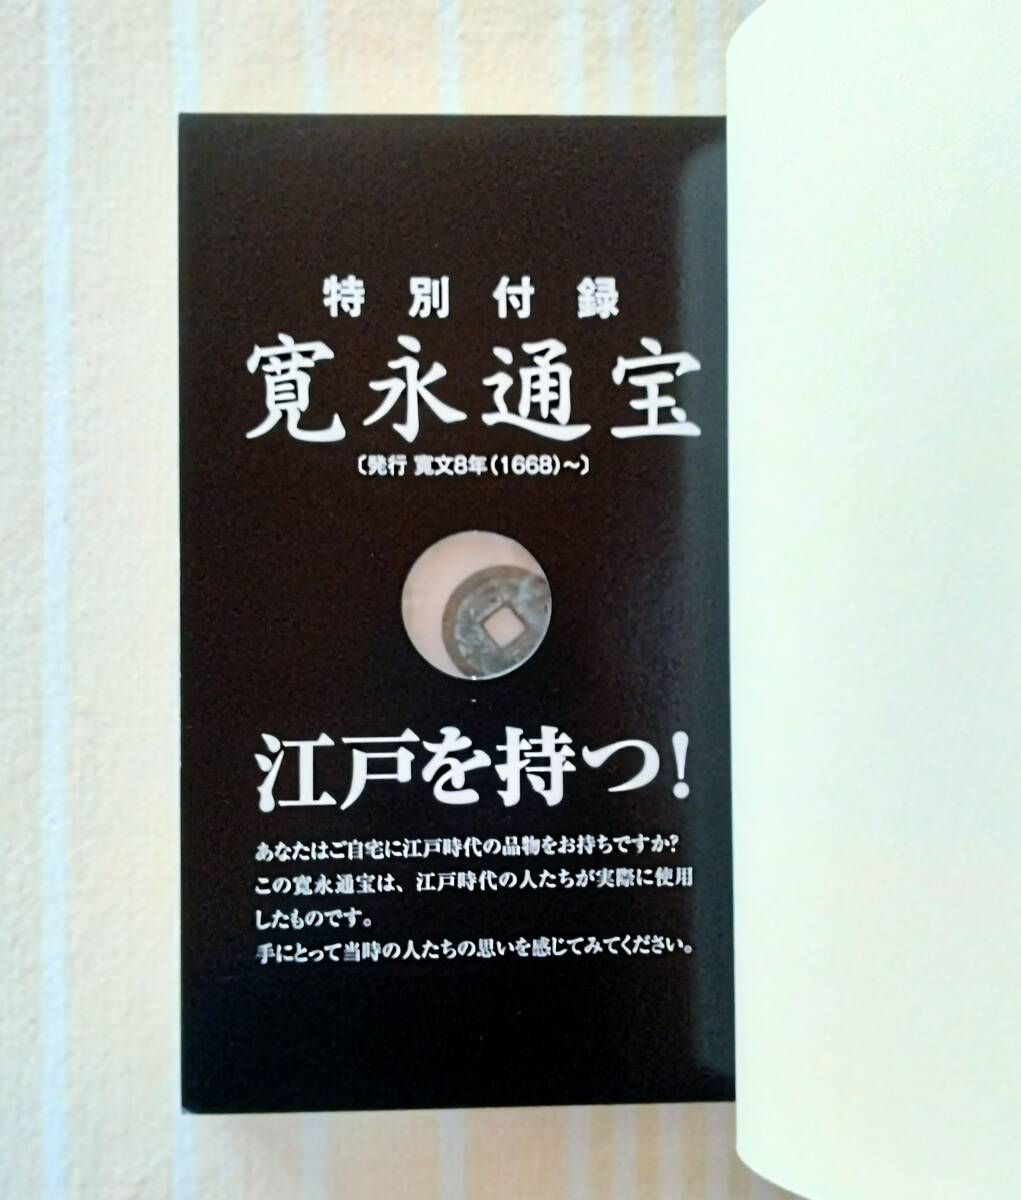 特別付録
寛永通宝
〔発行 寛文8年(1668)～〕
江戸を持つ!
あなたはご自宅に江戸時代の品物をお持ちですか?
この寛永通宝は、江戸時代の人たちが実際に使用
したものです。
手にとって当時の人たちの思いを感じてみてください。